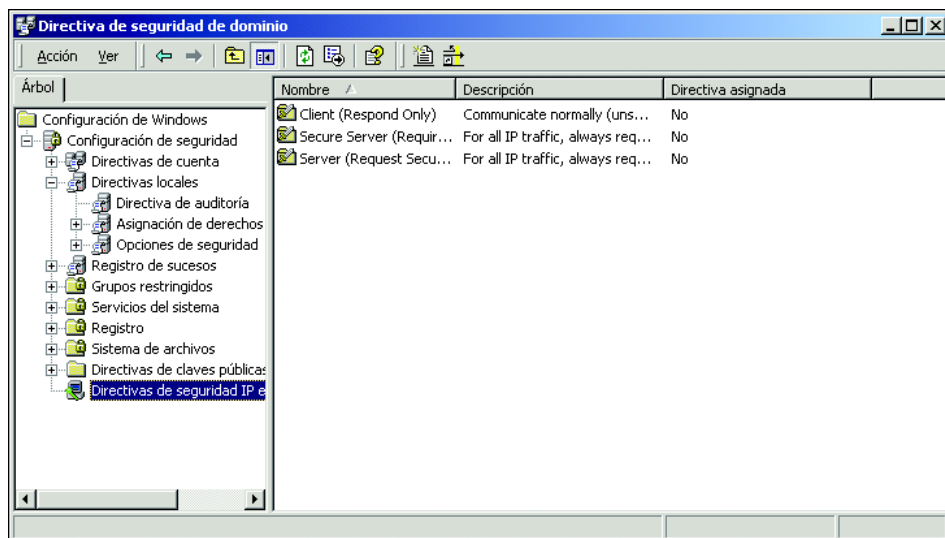 Directiva de seguridad de dominio
Acción Ver
Árbol
Configuración de Windows
Configuración de seguridad
Directivas de cuenta
Directivas locales
Directiva de auditoría
Asignación de derechos
Opciones de seguridad
Registro de sucesos
Grupos restringidos
Servicios del sistema
Registro
Sistema de archivos
Directivas de claves públicas
Directivas de seguridad IP e
Nombre Descripción Directiva asignada
Client (Respond Only) Communicate normally (uns... No
Secure Server (Requir... For all IP traffic, always req... No
Server (Request Secu... For all IP traffic, always req... No